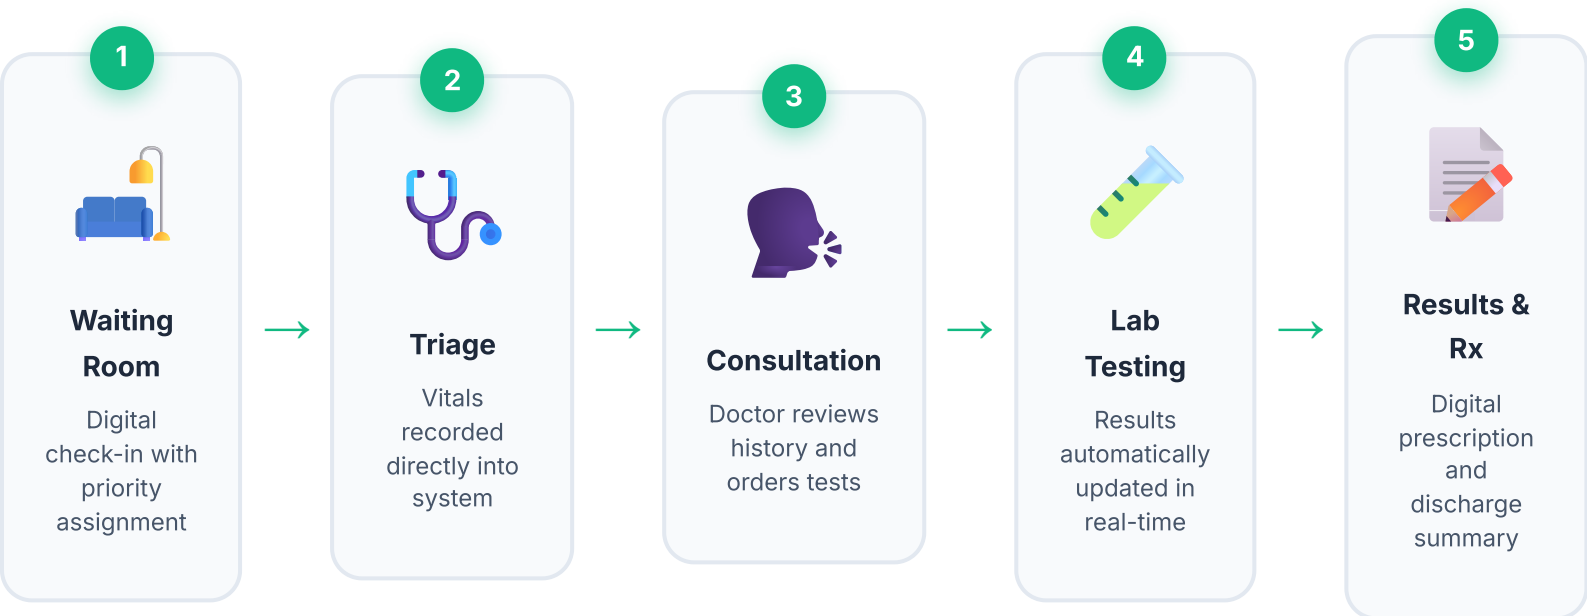 1
Waiting
Room
Digital
check-in with
priority
assignment
2
Triage
Vitals
recorded
directly into
system
3
Consultation
Doctor reviews
history and
orders tests
4
Lab
Testing
Results
automatically
updated in
real-time
5
Results &
Rx
Digital
prescription
and
discharge
summary